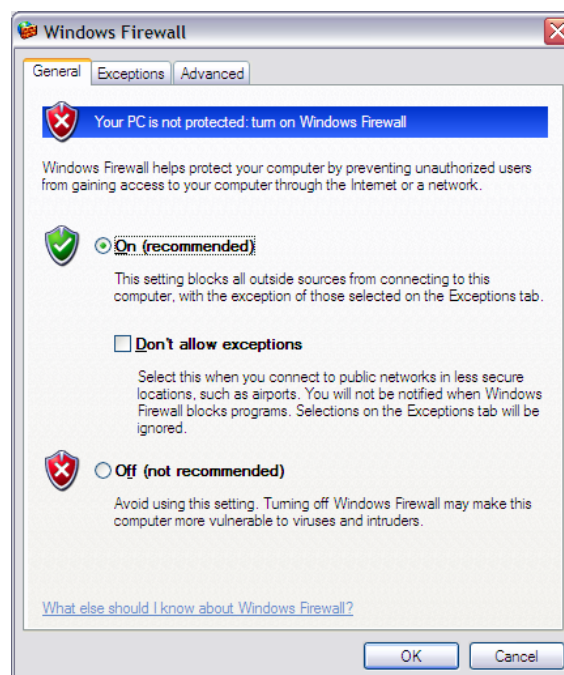 Windows Firewall
General Exceptions Advanced
Your PC is not protected: turn on Windows Firewall
Windows Firewall helps protect your computer by preventing unauthorized users
from gaining access to your computer through the Internet or a network.
On (recommended)
This setting blocks all outside sources from connecting to this
computer, with the exception of those selected on the Exceptions tab.
Don't allow exceptions
Select this when you connect to public networks in less secure
locations, such as airports. You will not be notified when Windows
Firewall blocks programs. Selections on the Exceptions tab will be
ignored.
Off (not recommended)
Avoid using this setting. Turning off Windows Firewall may make this
computer more vulnerable to viruses and intruders.
What else should I know about Windows Firewall?
OK Cancel